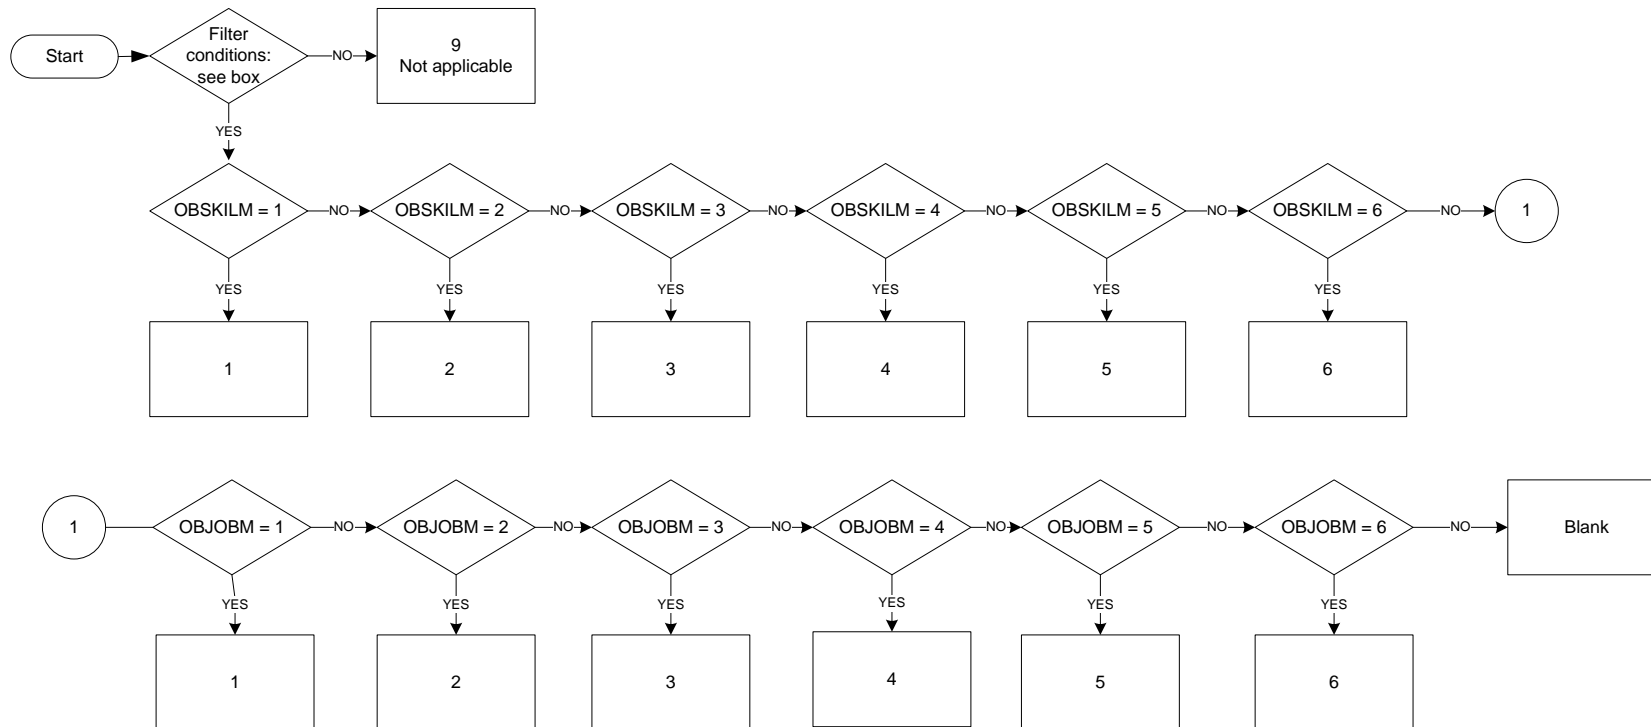 Start
Filter
conditions:
see box
NO
9
Not applicable
YES
OBSKILM = 1
NO
OBSKILM = 2
NO
OBSKILM = 3
NO
OBSKILM = 4
NO
OBSKILM = 5
NO
OBSKILM = 6
NO
1
YES
YES
YES
YES
YES
YES
1
2
3
4
5
6
1
OBJOBM = 1
NO
OBJOBM = 2
NO
OBJOBM = 3
NO
OBJOBM = 4
NO
OBJOBM = 5
NO
OBJOBM = 6
NO
Blank
YES
YES
YES
YES
YES
YES
1
2
3
4
5
6